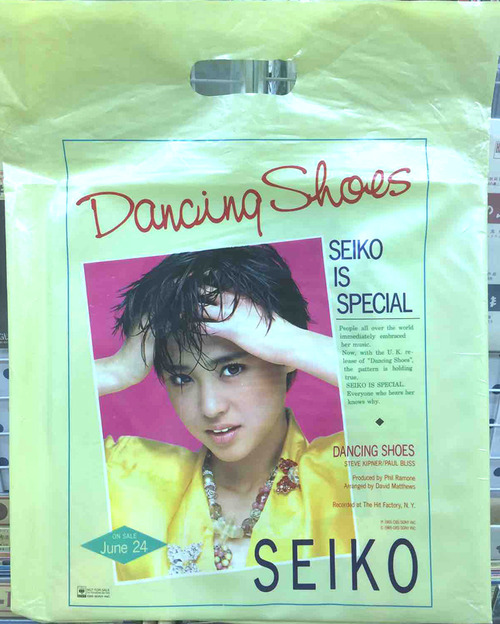 Dancing Shoes
SEIKO
IS
SPECIAL
People all over the world
immediately embraced
her music.
Now, with the U. K. re-
lease of "Dancing Shoes",
the pattern is holding
true.
SEIKO IS SPECIAL.
Everyone who hears her
knows why.
DANCING SHOES
STEVE KIPNER/PAUL BLISS
Produced by Phil Ramone
Arranged by David Matthews
Recorded at The Hit Factory, N. Y.
ON SALE
June 24
SEIKO